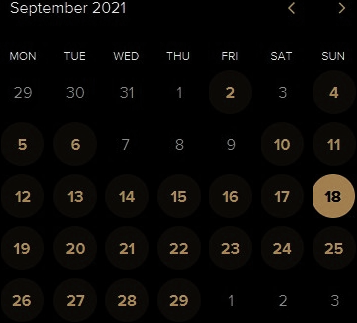 September 2021
MON TUE WED THU FRI SAT SUN
29 30 31 1 2 3 4
5 6 7 8 9 10 11
12 13 14 15 16 17 18
19 20 21 22 23 24 25
26 27 28 29 1 2 3